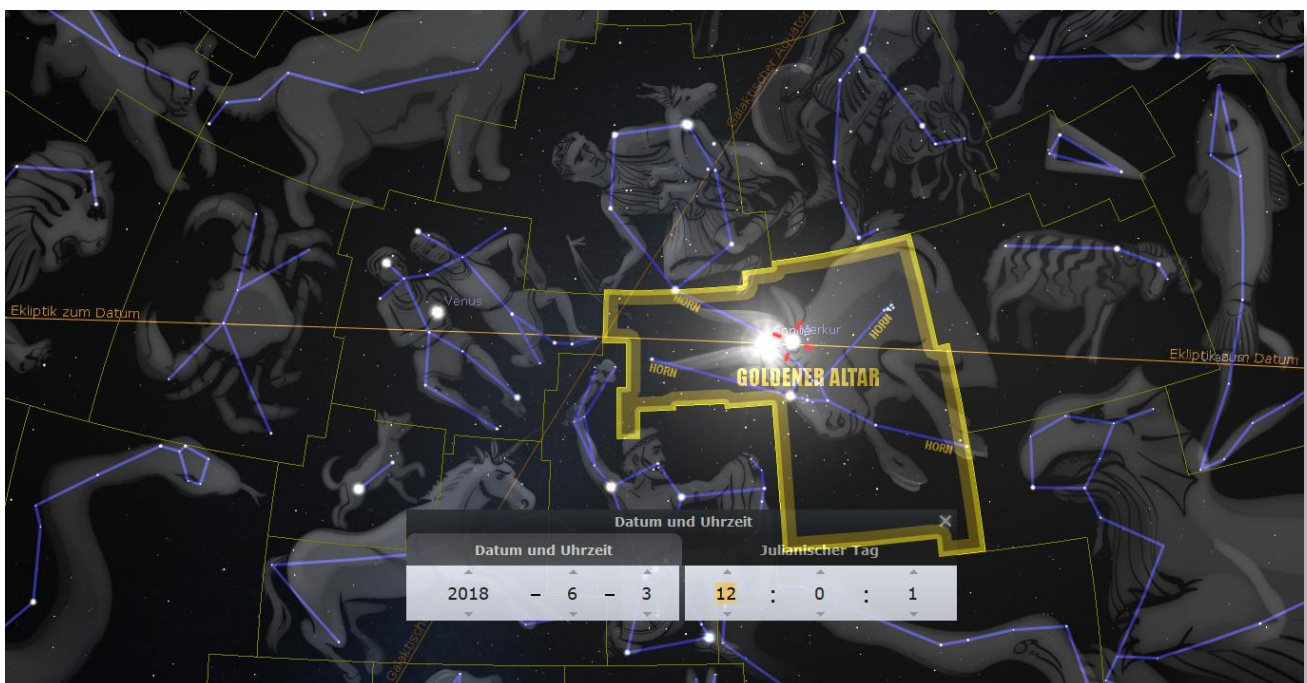 Galaktischer Äquator
Venus
Ekliptik zum Datum
HORN
Merkur
HORN
HORN
GOLDENER ALTAR
Ekliptik zum Datum
HORN
Datum und Uhrzeit
Datum und Uhrzeit
Julianischer Tag
2018 – 6 – 3 12 : 0 : 1